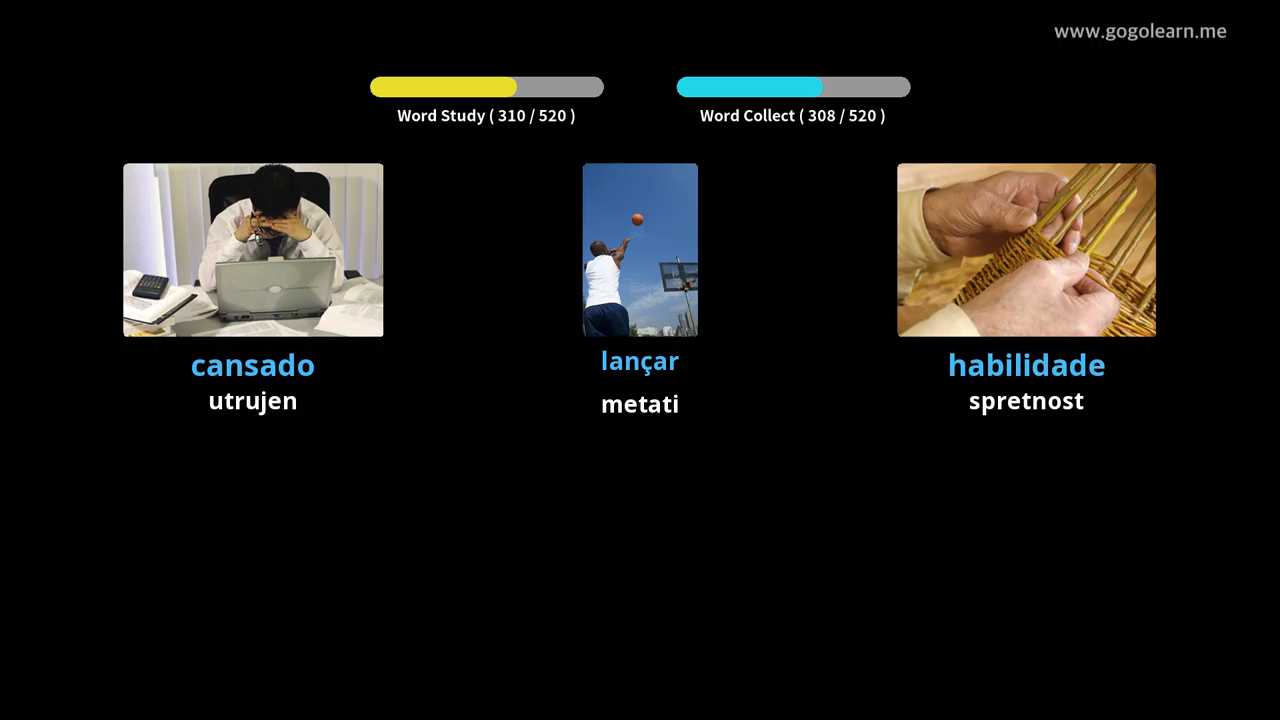 www.gogolearn.me
Word Study ( 310 / 520 )
Word Collect ( 308 / 520 )
cansado
utrujen
lançar
metati
habilidade
spretnost